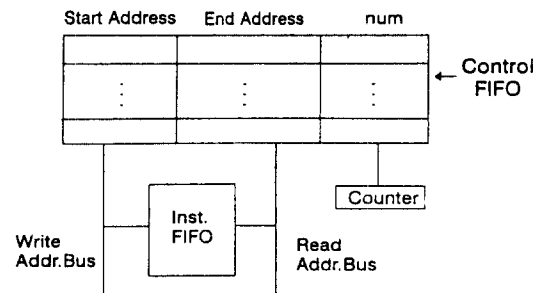 Start Address End Address num
Control
FIFO
Counter
Inst.
FIFO
Write
Addr.Bus
Read
Addr.Bus